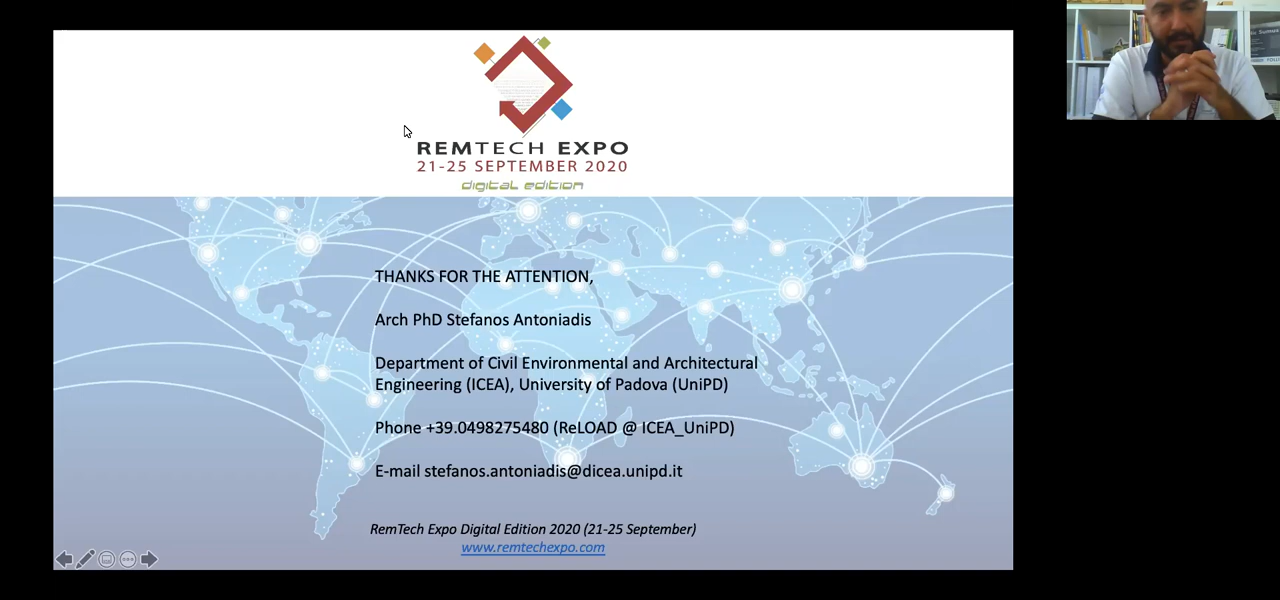 REMTECH EXPO
21-25 SEPTEMBER 2020
digital edition
THANKS FOR THE ATTENTION,
Arch PhD Stefanos Antoniadis
Department of Civil Environmental and Architectural
Engineering (ICEA), University of Padova (UniPD)
Phone +39.0498275480 (ReLOAD @ ICEA_UniPD)
E-mail stefanos.antoniadis@dicea.unipd.it
RemTech Expo Digital Edition 2020 (21-25 September)
www.remtechexpo.com